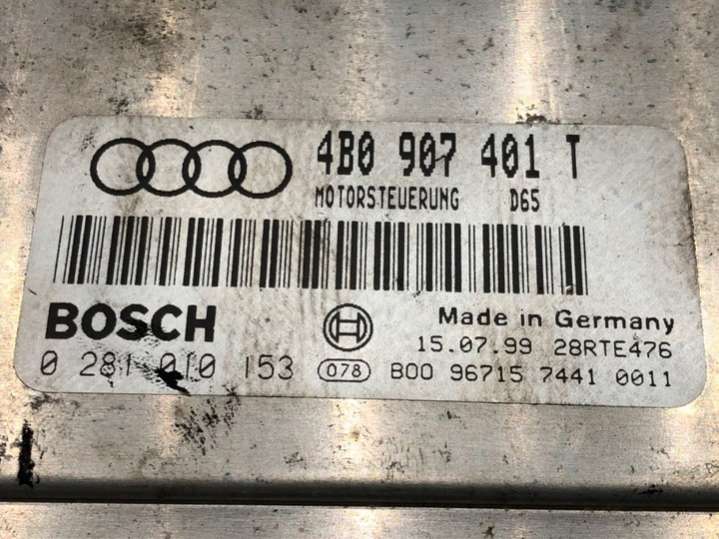 4B0 907 401 T
MOTORSTEUERUNG D65
BOSCH
Made in Germany
15.07.99 28RTE476
0 281 010 153 078 B00 96715 7441 0011